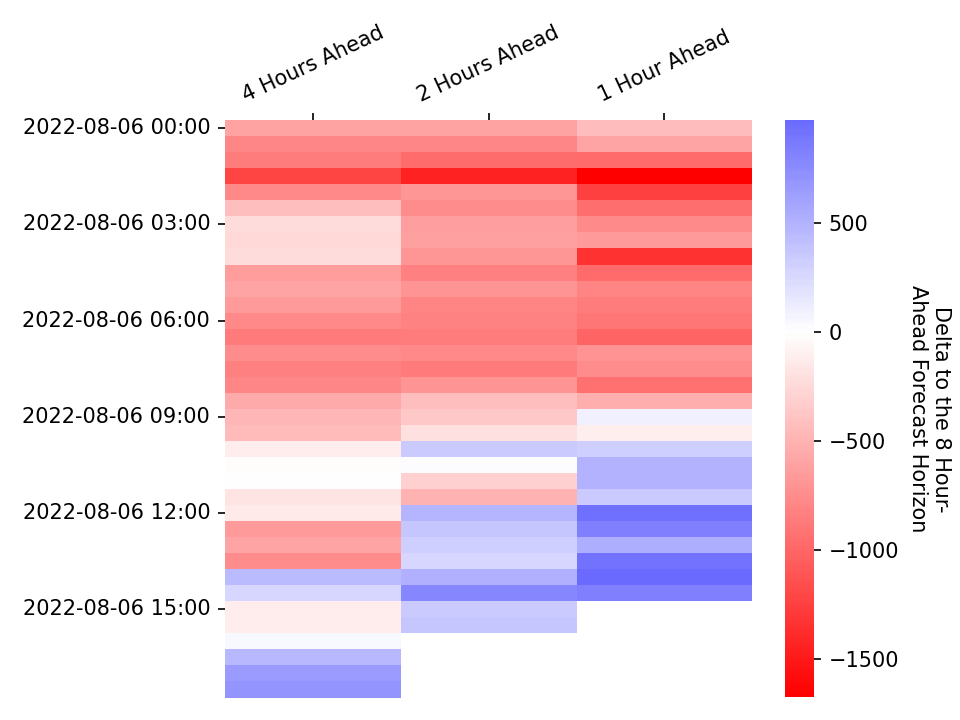 4 Hours Ahead
2 Hours Ahead
1 Hour Ahead
2022-08-06 00:00
2022-08-06 03:00
2022-08-06 06:00
2022-08-06 09:00
2022-08-06 12:00
2022-08-06 15:00
500
0
−500
−1000
−1500
Delta to the 8 Hour-
Ahead Forecast Horizon